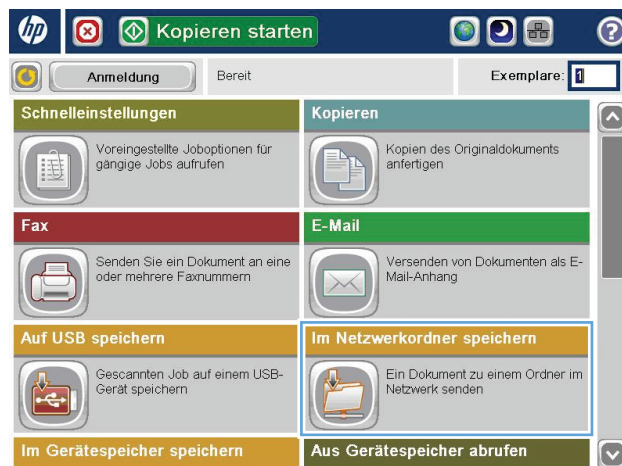 hp
Kopieren starten
?
Anmeldung
Bereit
Exemplare: 1
Schnelleinstellungen
Voreingestellte Joboptionen für
gängige Jobs aufrufen
Kopieren
Kopien des Originaldokuments
anfertigen
Fax
Senden Sie ein Dokument an eine
oder mehrere Faxnummern
E-Mail
Versenden von Dokumenten als E-
Mail-Anhang
Auf USB speichern
Gescannten Job auf einem USB-
Gerät speichern
Im Netzwerkordner speichern
Ein Dokument zu einem Ordner im
Netzwerk senden
Im Gerätespeicher speichern
Aus Gerätespeicher abrufen